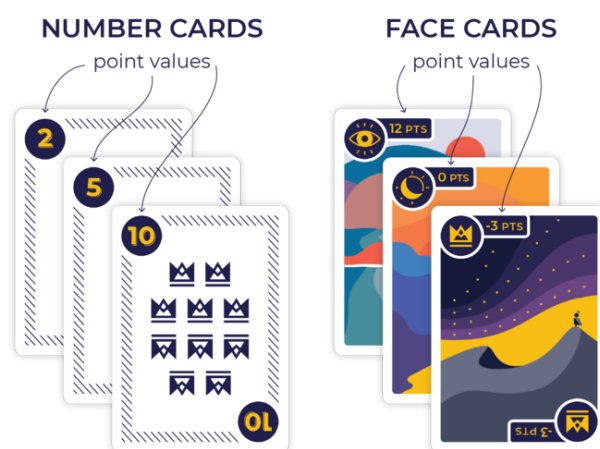 NUMBER CARDS
point values
2
5
10
10
FACE CARDS
point values
12 PTS
0 PTS
-3 PTS
-3 PTS